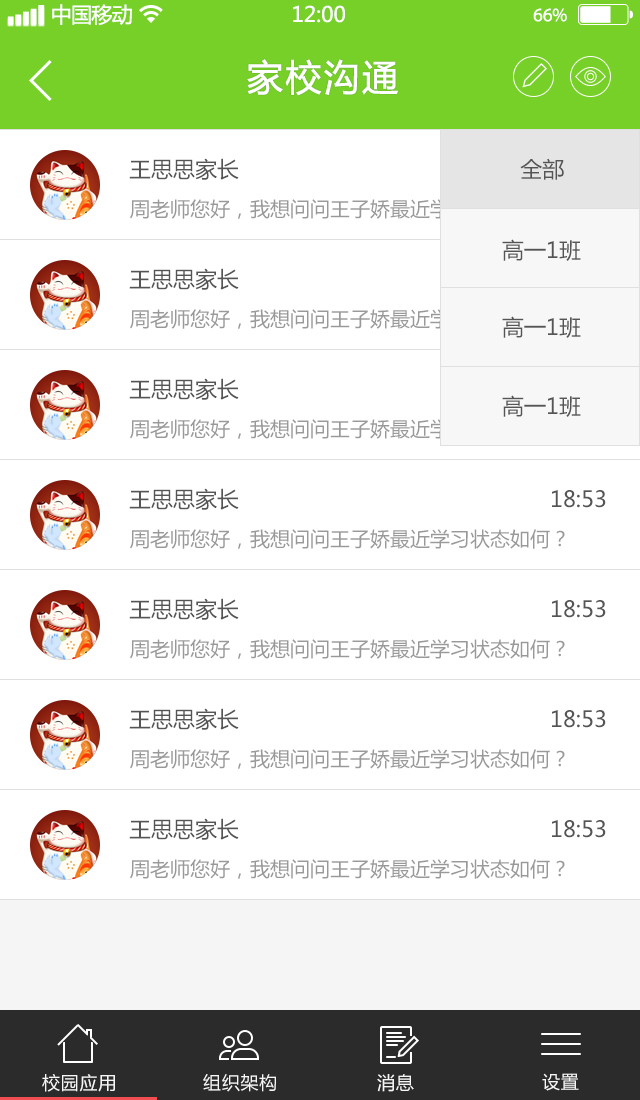 中国移动 12:00 66%
家校沟通
王思思家长 全部
周老师您好，我想问问王子娇最近学
高一1班
王思思家长
周老师您好，我想问问王子娇最近学
高一1班
王思思家长
高一1班
周老师您好，我想问问王子娇最近学
王思思家长 18:53
周老师您好，我想问问王子娇最近学习状态如何？
王思思家长 18:53
周老师您好，我想问问王子娇最近学习状态如何？
王思思家长 18:53
周老师您好，我想问问王子娇最近学习状态如何？
王思思家长 18:53
周老师您好，我想问问王子娇最近学习状态如何？
校园应用 组织架构 消息 设置